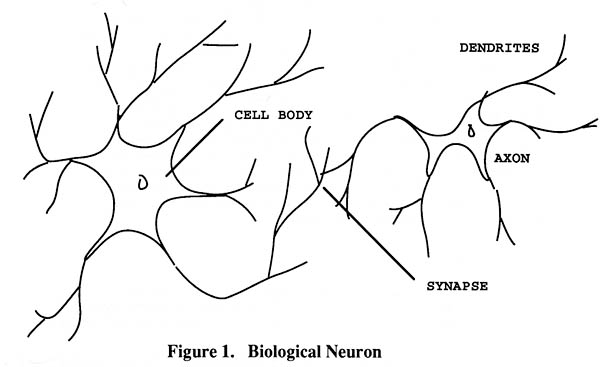 DENDRITES
CELL BODY
AXON
SYNAPSE
Figure 1. Biological Neuron